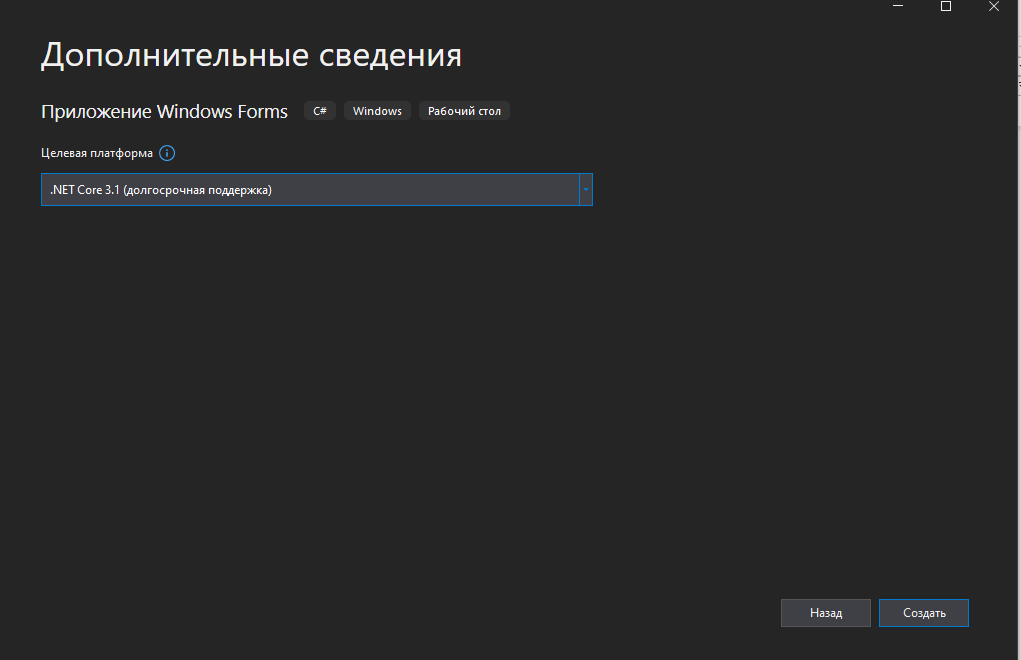 Дополнительные сведения
Приложение Windows Forms C# Windows Рабочий стол
Целевая платформа
.NET Core 3.1 (долгосрочная поддержка)
Назад Создать